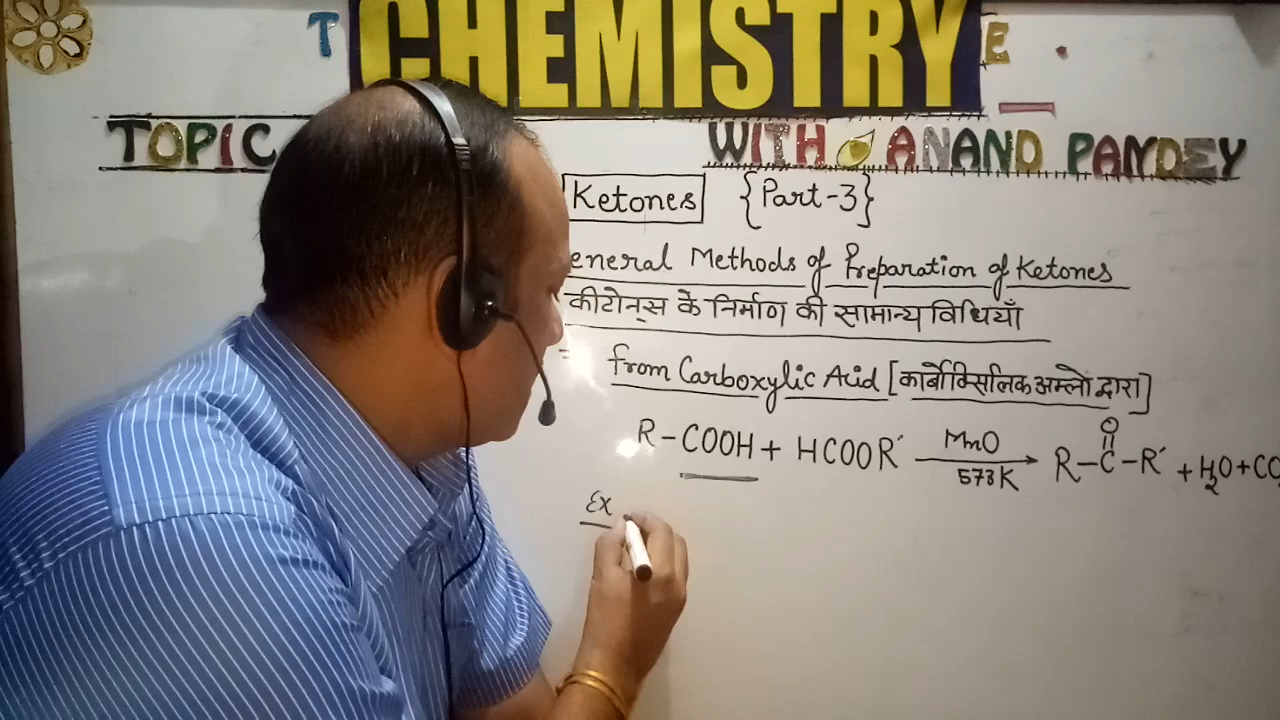 T CHEMISTRY E
TOPIC WITH ANAND PANDEY
Ketones {Part-3}
eneral Methods of Preparation of Ketones
कीटोन्स के निर्माण की सामान्य विधियाँ
from Carboxylic Acid [कार्बोक्सिलिक अम्लो द्वारा]
R-COOH + HCOOR' MnO 573K R-C-R' + H2O + CO
O
Ex